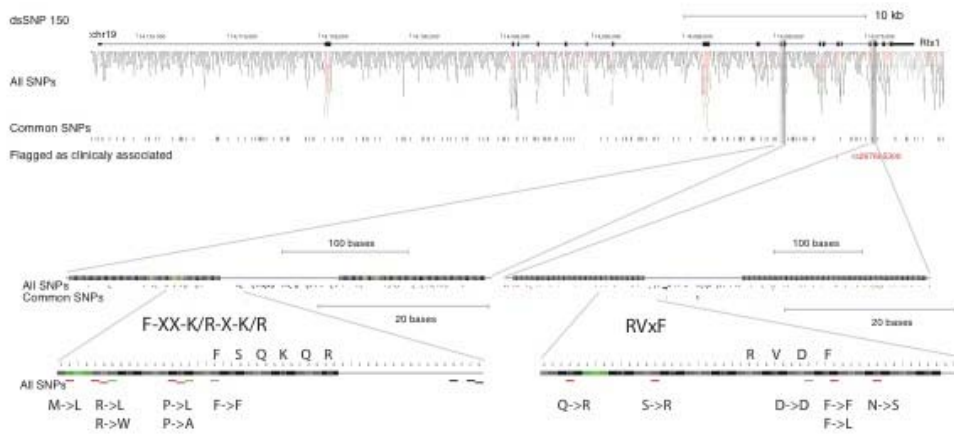 dsSNP 150
10 kb
chr19
Rfx1
All SNPs
Common SNPs
Flagged as clinicaly associated
100 bases
100 bases
All SNPs
Common SNPs
20 bases
20 bases
F-XX-K/R-X-K/R
RVxF
F S Q K Q R
R V D F
All SNPs
M->L R->L P->L F->F
R->W P->A
Q->R S->R D->D F->F N->S
F->L